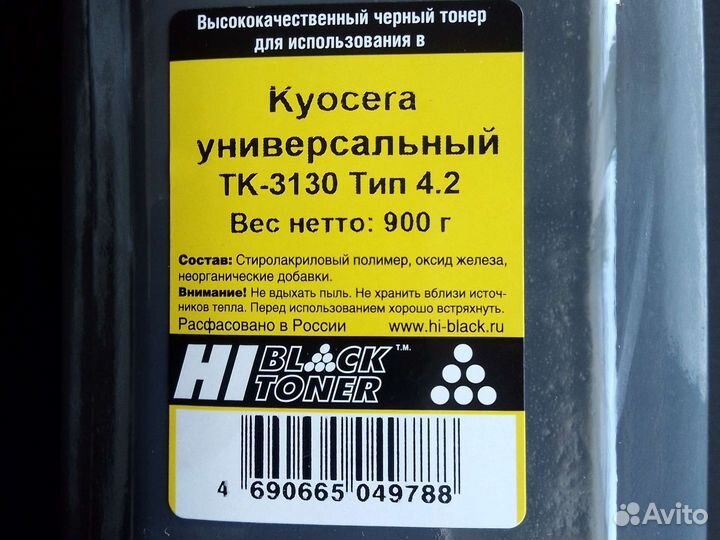 Высококачественный черный тонер
для использования в
Kyocera
универсальный
TK-3130 Тип 4.2
Вес нетто: 900 г
Состав: Стиролакриловый полимер, оксид железа,
неорганические добавки.
Внимание! Не вдыхать пыль. Не хранить вблизи источ-
ников тепла. Перед использованием хорошо встряхнуть.
Расфасовано в России www.hi-black.ru
HI BLACK T.M.
TONER
4 690665 049788
Avito